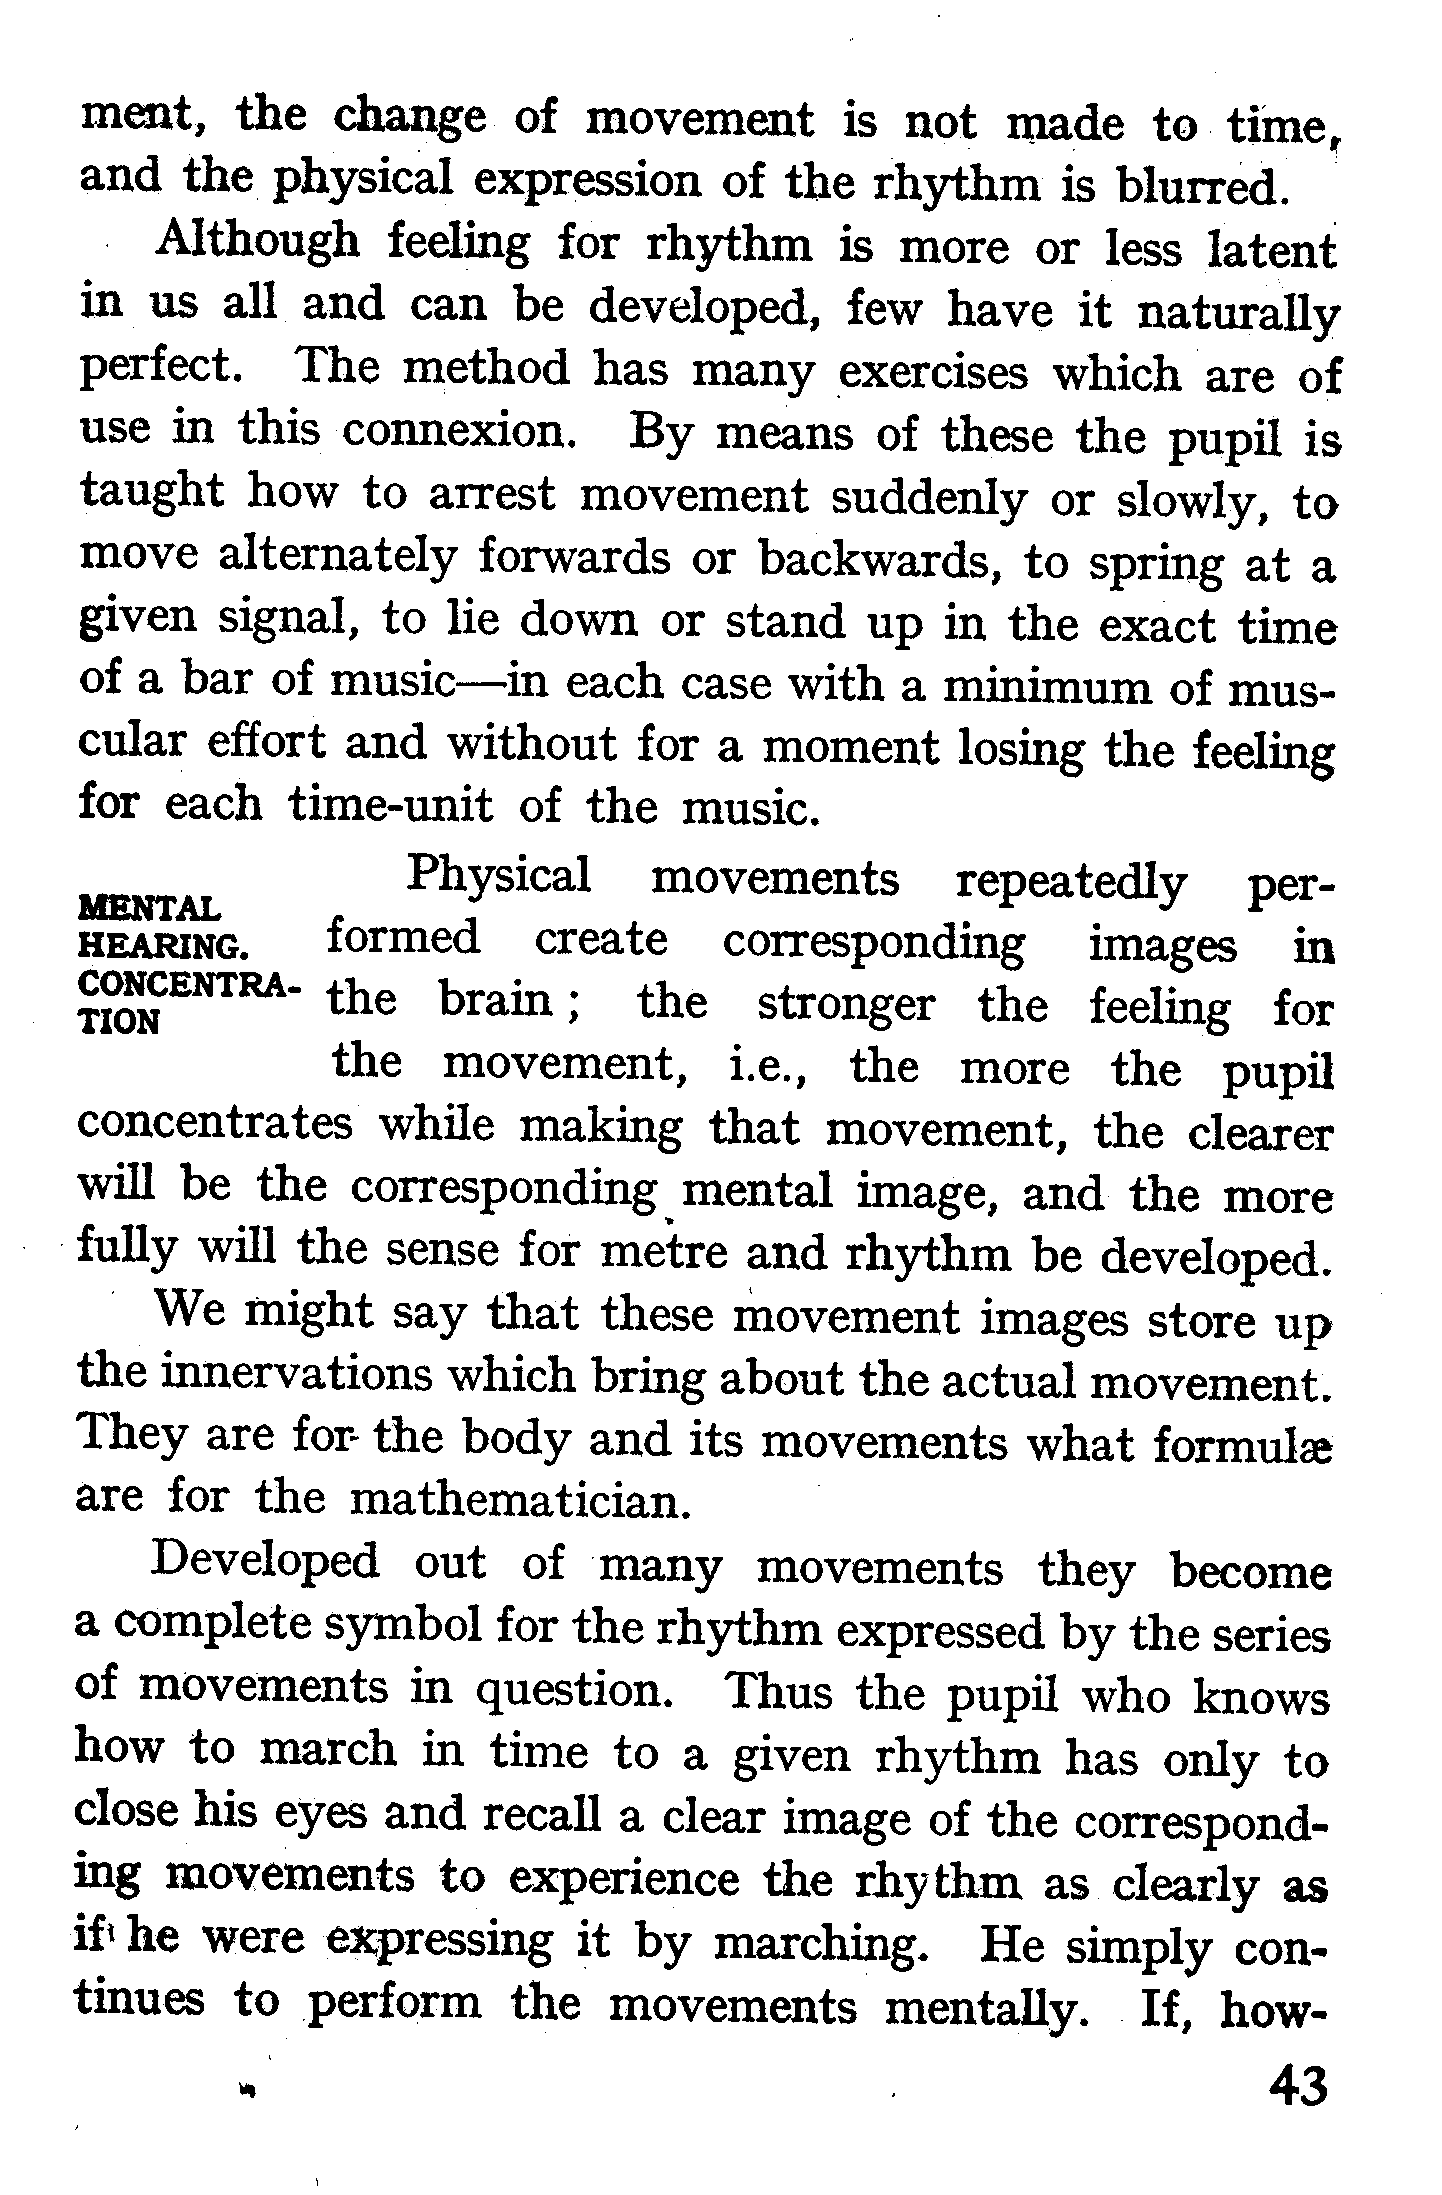 ment, the change of movement is not made to time,
and the physical expression of the rhythm is blurred.
Although feeling for rhythm is more or less latent
in us all and can be developed, few have it naturally
perfect. The method has many exercises which are of
use in this connexion. By means of these the pupil is
taught how to arrest movement suddenly or slowly, to
move alternately forwards or backwards, to spring at a
given signal, to lie down or stand up in the exact time
of a bar of music—in each case with a minimum of mus-
cular effort and without for a moment losing the feeling
for each time-unit of the music.
MENTAL
HEARING.
CONCENTRA-
TION
Physical movements repeatedly per-
formed create corresponding images in
the brain ; the stronger the feeling for
the movement, i.e., the more the pupil
concentrates while making that movement, the clearer
will be the corresponding mental image, and the more
fully will the sense for metre and rhythm be developed.
We might say that these movement images store up
the innervations which bring about the actual movement.
They are for the body and its movements what formulæ
are for the mathematician.
Developed out of many movements they become
a complete symbol for the rhythm expressed by the series
of movements in question. Thus the pupil who knows
how to march in time to a given rhythm has only to
close his eyes and recall a clear image of the correspond-
ing movements to experience the rhythm as clearly as
if he were expressing it by marching. He simply con-
tinues to perform the movements mentally. If, how-
43